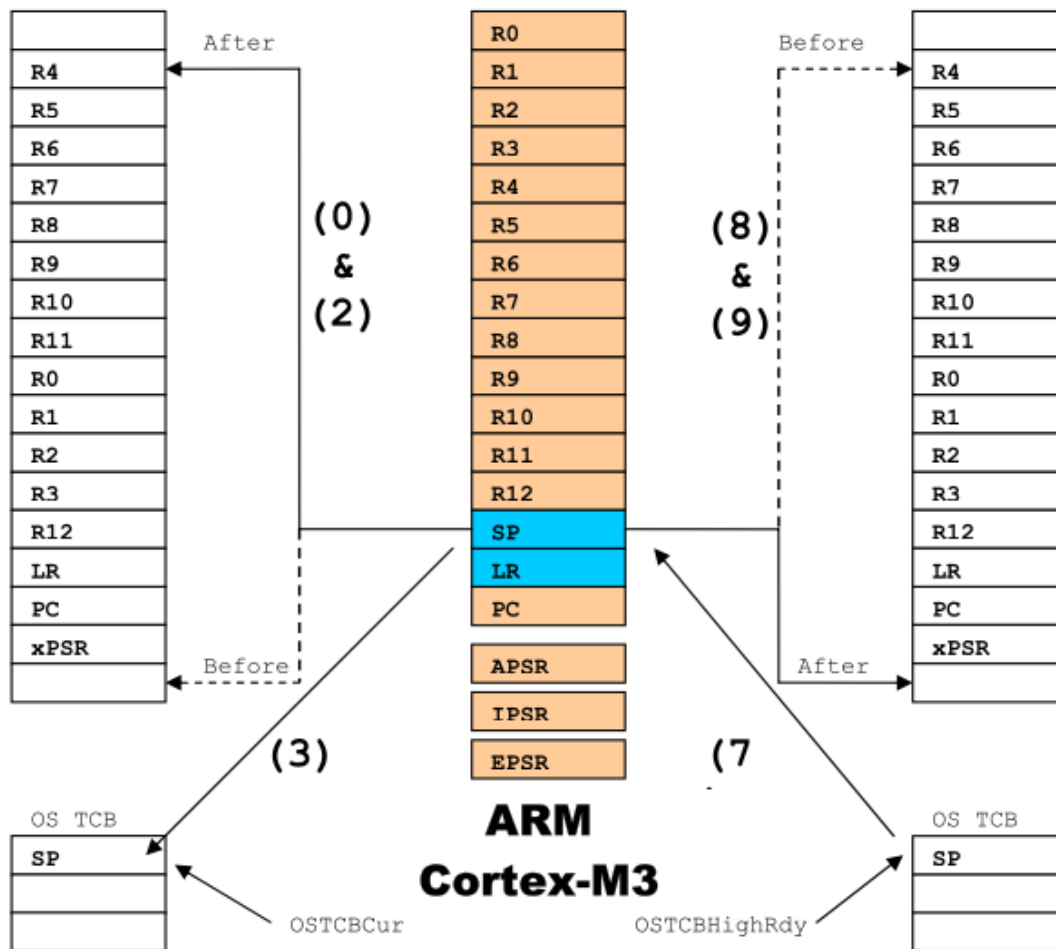 After
R4
R5
R6
R7
R8
R9
R10
R11
R0
R1
R2
R3
R12
LR
PC
xPSR
Before
(0)
&
(2)
(3)
OS TCB
SP
OSTCBCur
R0
R1
R2
R3
R4
R5
R6
R7
R8
R9
R10
R11
R12
SP
LR
PC
APSR
IPSR
EPSR
ARM
Cortex-M3
Before
(8)
&
(9)
After
(7
R4
R5
R6
R7
R8
R9
R10
R11
R0
R1
R2
R3
R12
LR
PC
xPSR
OS TCB
SP
OSTCBHighRdy